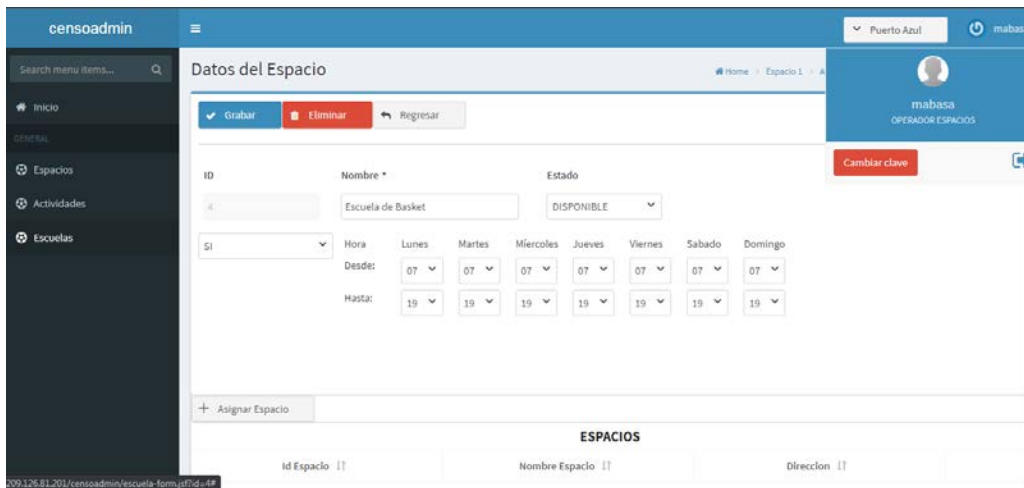 censoadmin
Puerto Azul
mabas
Search menu items...
Datos del Espacio
Home > Espacio 1 > A
mabasa
OPERADOR ESPACIOS
Inicio
Grabar
Eliminar
Regresar
GENERAL
Cambiar clave
Espacios
ID
Nombre *
Estado
Actividades
4
Escuela de Basket
DISPONIBLE
Escuelas
SI
Hora Lunes Martes Miercoles Jueves Viernes Sabado Domingo
Desde: 07 07 07 07 07 07 07
Hasta: 19 19 19 19 19 19 19
+ Asignar Espacio
ESPACIOS
Id Espacio
Nombre Espacio
Direccion
209.126.81.201/censoadmin/escuela-form.jsf?id=4#